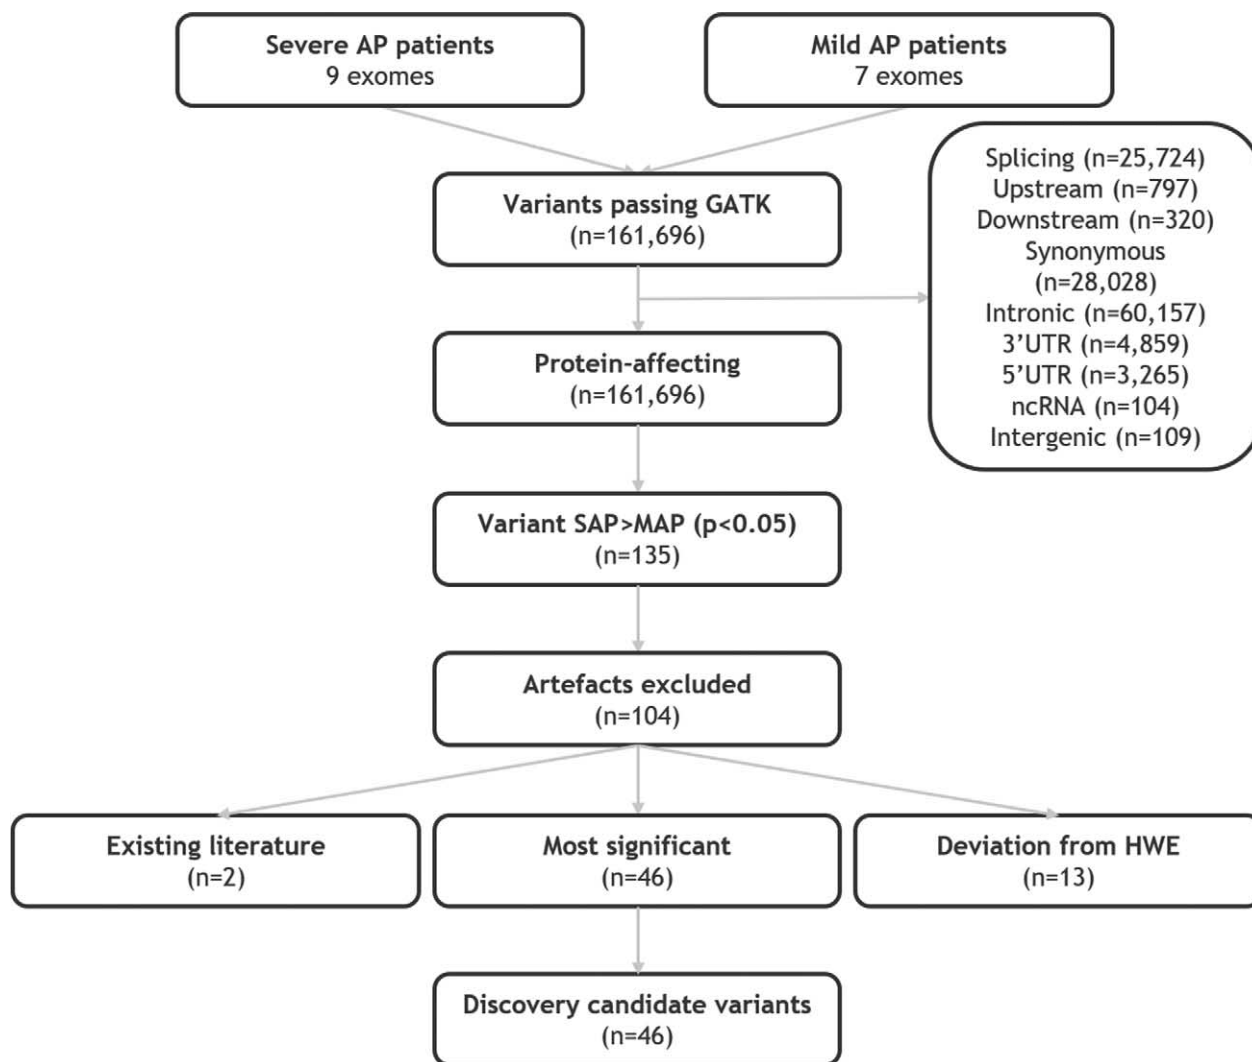 Severe AP patients
9 exomes
Mild AP patients
7 exomes
Variants passing GATK
(n=161,696)
Splicing (n=25,724)
Upstream (n=797)
Downstream (n=320)
Synonymous
(n=28,028)
Intronic (n=60,157)
3’UTR (n=4,859)
5’UTR (n=3,265)
ncRNA (n=104)
Intergenic (n=109)
Protein-affecting
(n=161,696)
Variant SAP>MAP (p<0.05)
(n=135)
Artefacts excluded
(n=104)
Existing literature
(n=2)
Most significant
(n=46)
Deviation from HWE
(n=13)
Discovery candidate variants
(n=46)